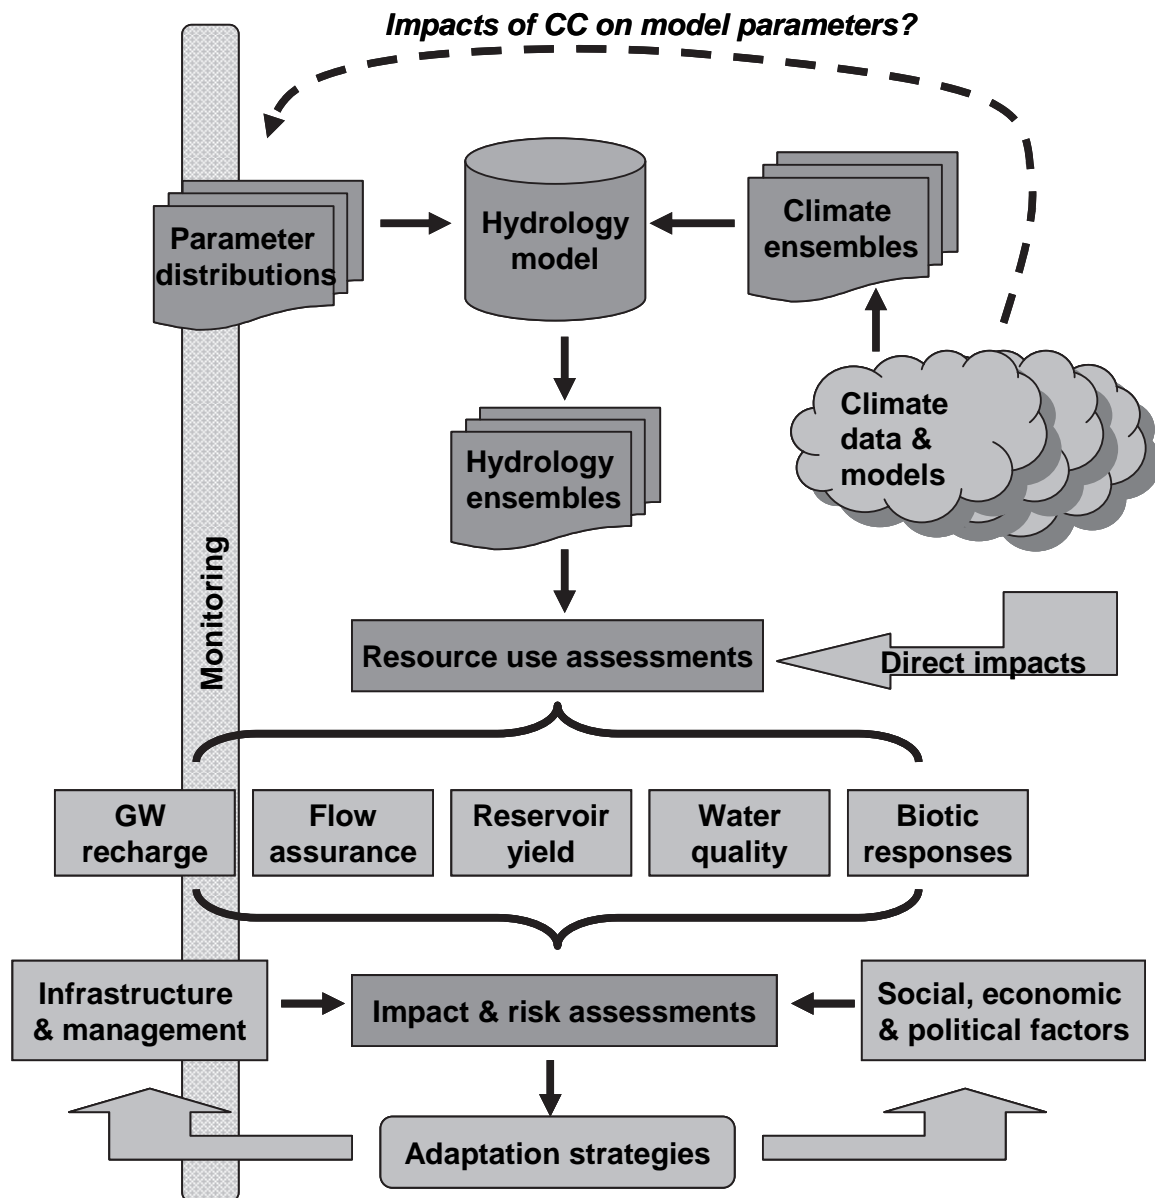 Impacts of CC on model parameters?
Parameter
distributions
Hydrology
model
Climate
ensembles
Climate
data &
models
Hydrology
ensembles
Monitoring
Resource use assessments
Direct impacts
GW
recharge
Flow
assurance
Reservoir
yield
Water
quality
Biotic
responses
Infrastructure
& management
Impact & risk assessments
Social, economic
& political factors
Adaptation strategies